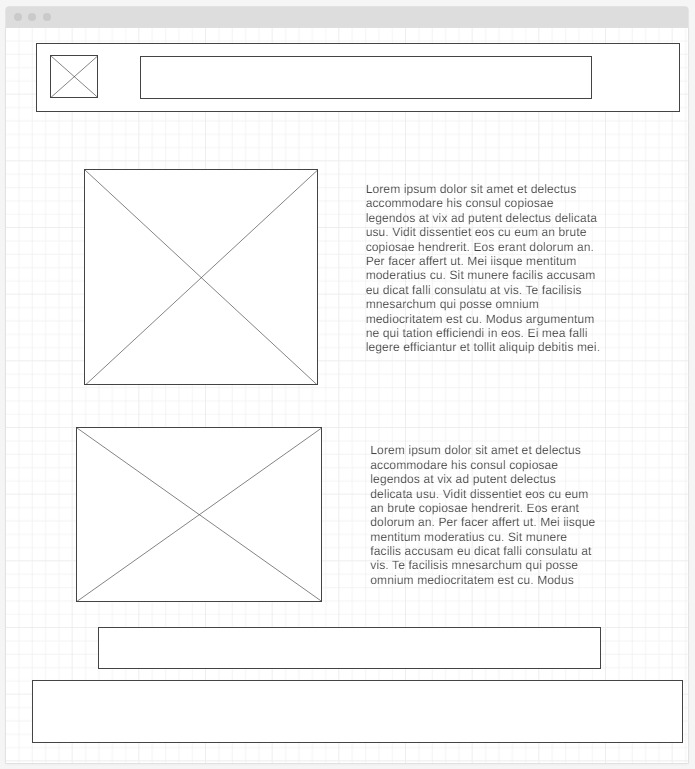 Lorem ipsum dolor sit amet et delectus
accommodare his consul copiosae
legendos at vix ad putent delectus delicata
usu. Vidit dissentiet eos cu eum an brute
copiosae hendrerit. Eos erant dolorum an.
Per facer affert ut. Mei iisque mentitum
moderatius cu. Sit munere facilis accusam
eu dicat falli consulatu at vis. Te facilisis
mnesarchum qui posse omnium
mediocritatem est cu. Modus argumentum
ne qui tation efficiendi in eos. Ei mea falli
legere efficiantur et tollit aliquip debitis mei.
Lorem ipsum dolor sit amet et delectus
accommodare his consul copiosae
legendos at vix ad putent delectus
delicata usu. Vidit dissentiet eos cu eum
an brute copiosae hendrerit. Eos erant
dolorum an. Per facer affert ut. Mei iisque
mentitum moderatius cu. Sit munere
facilis accusam eu dicat falli consulatu at
vis. Te facilisis mnesarchum qui posse
omnium mediocritatem est cu. Modus